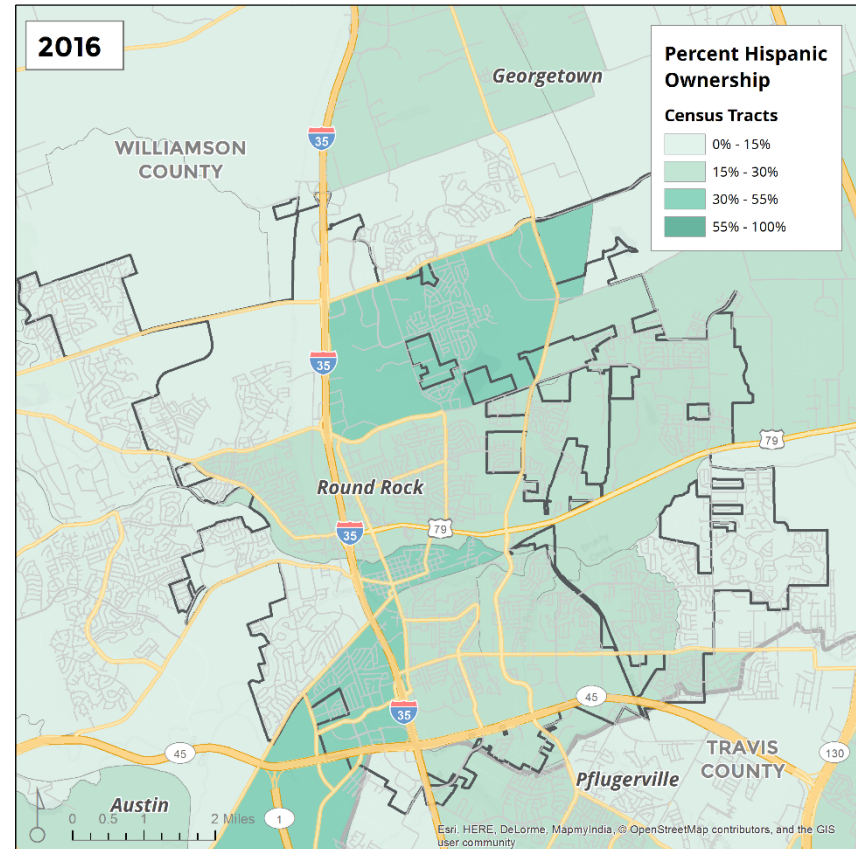 2016
Percent Hispanic
Ownership
Census Tracts
0% - 15%
15% - 30%
30% - 55%
55% - 100%
Georgetown
35
WILLIAMSON
COUNTY
35
79
Round Rock
79
35
35
45
45
TRAVIS
COUNTY
130
Pflugerville
Austin
1
0 0.5 1 2 Miles
Esri, HERE, DeLorme, MapmyIndia, © OpenStreetMap contributors, and the GIS
user community